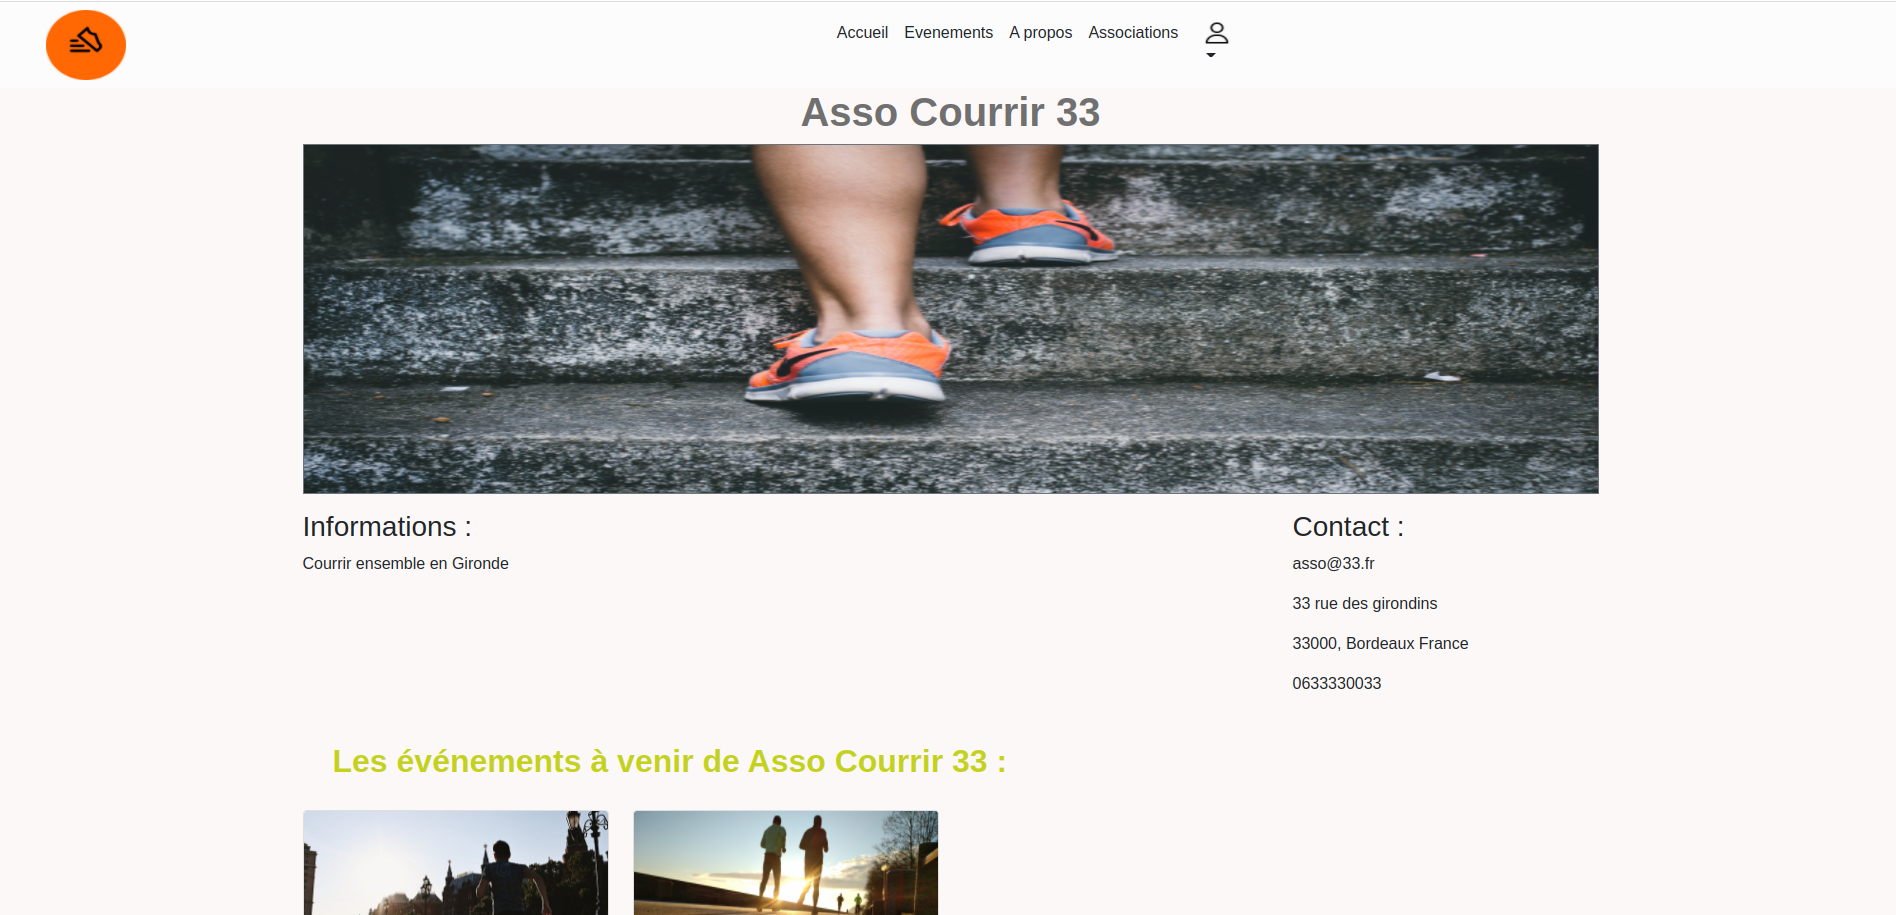 Accueil Evenements A propos Associations
Asso Courrir 33
Informations :
Courrir ensemble en Gironde
Contact :
asso@33.fr
33 rue des girondins
33000, Bordeaux France
0633330033
Les événements à venir de Asso Courrir 33 :